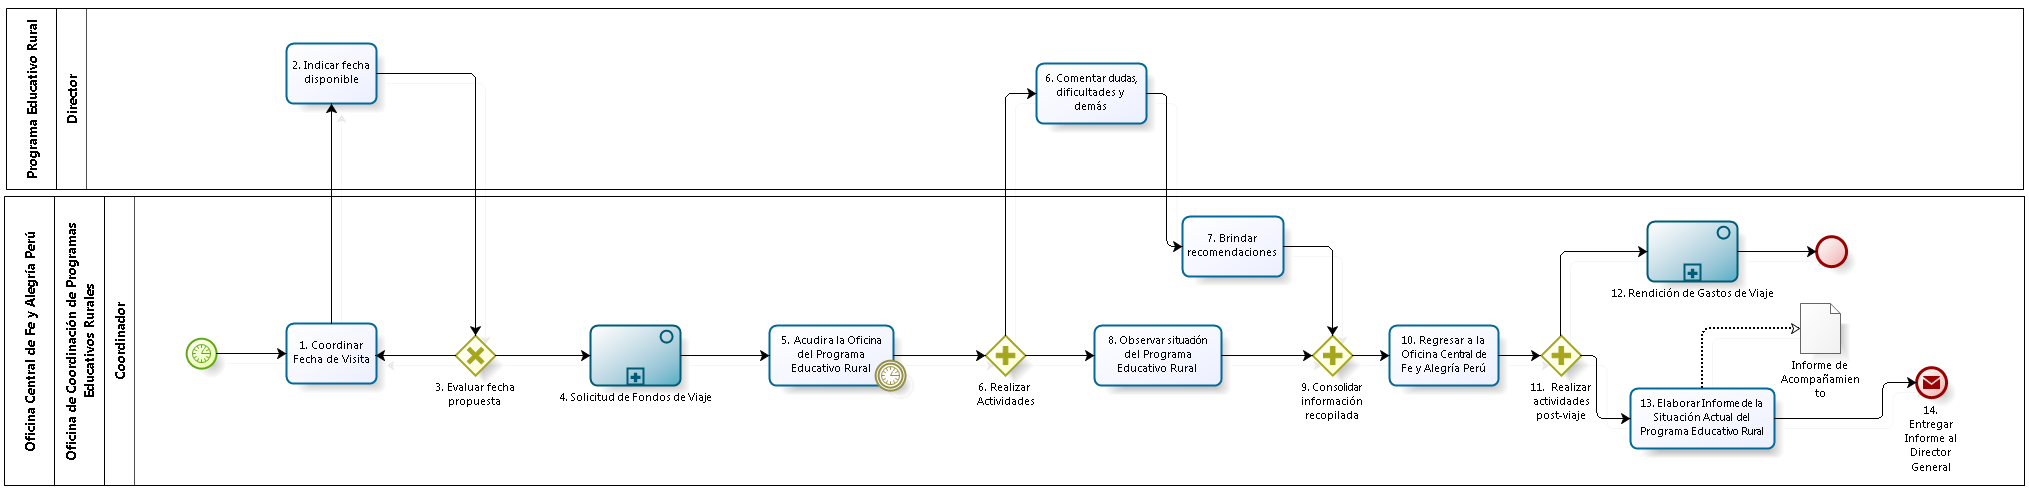 Programa Educativo Rural
Director
2. Indicar fecha
disponible
6. Comentar dudas,
dificultades y
demás
Oficina Central de Fe y Alegría Perú
Oficina de Coordinación de Programas
Educativos Rurales
Coordinador
1. Coordinar
Fecha de Visita
3. Evaluar fecha
propuesta
4. Solicitud de Fondos de Viaje
5. Acudir a la Oficina
del Programa
Educativo Rural
6. Realizar
Actividades
7. Brindar
recomendaciones
8. Observar situación
del Programa
Educativo Rural
9. Consolidar
información
recopilada
10. Regresar a la
Oficina Central de
Fe y Alegría Perú
11. Realizar
actividades
post-viaje
12. Rendición de Gastos de Viaje
Informe de
Acompañamien
to
13. Elaborar Informe de la
Situación Actual del
Programa Educativo Rural
14.
Entregar
Informe al
Director
General